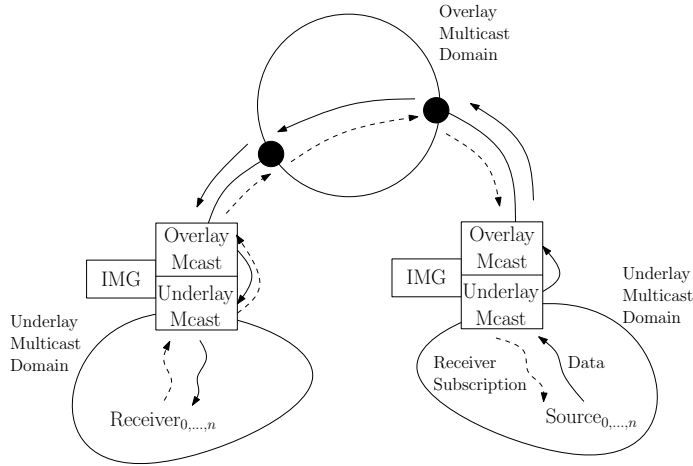 Overlay
Multicast
Domain
Overlay
Mcast
IMG
Underlay
Mcast
Overlay
Mcast
IMG
Underlay
Mcast
Underlay
Multicast
Domain
Underlay
Multicast
Domain
Receiver
Subscription
Data
Receiver0,...,n
Source0,...,n